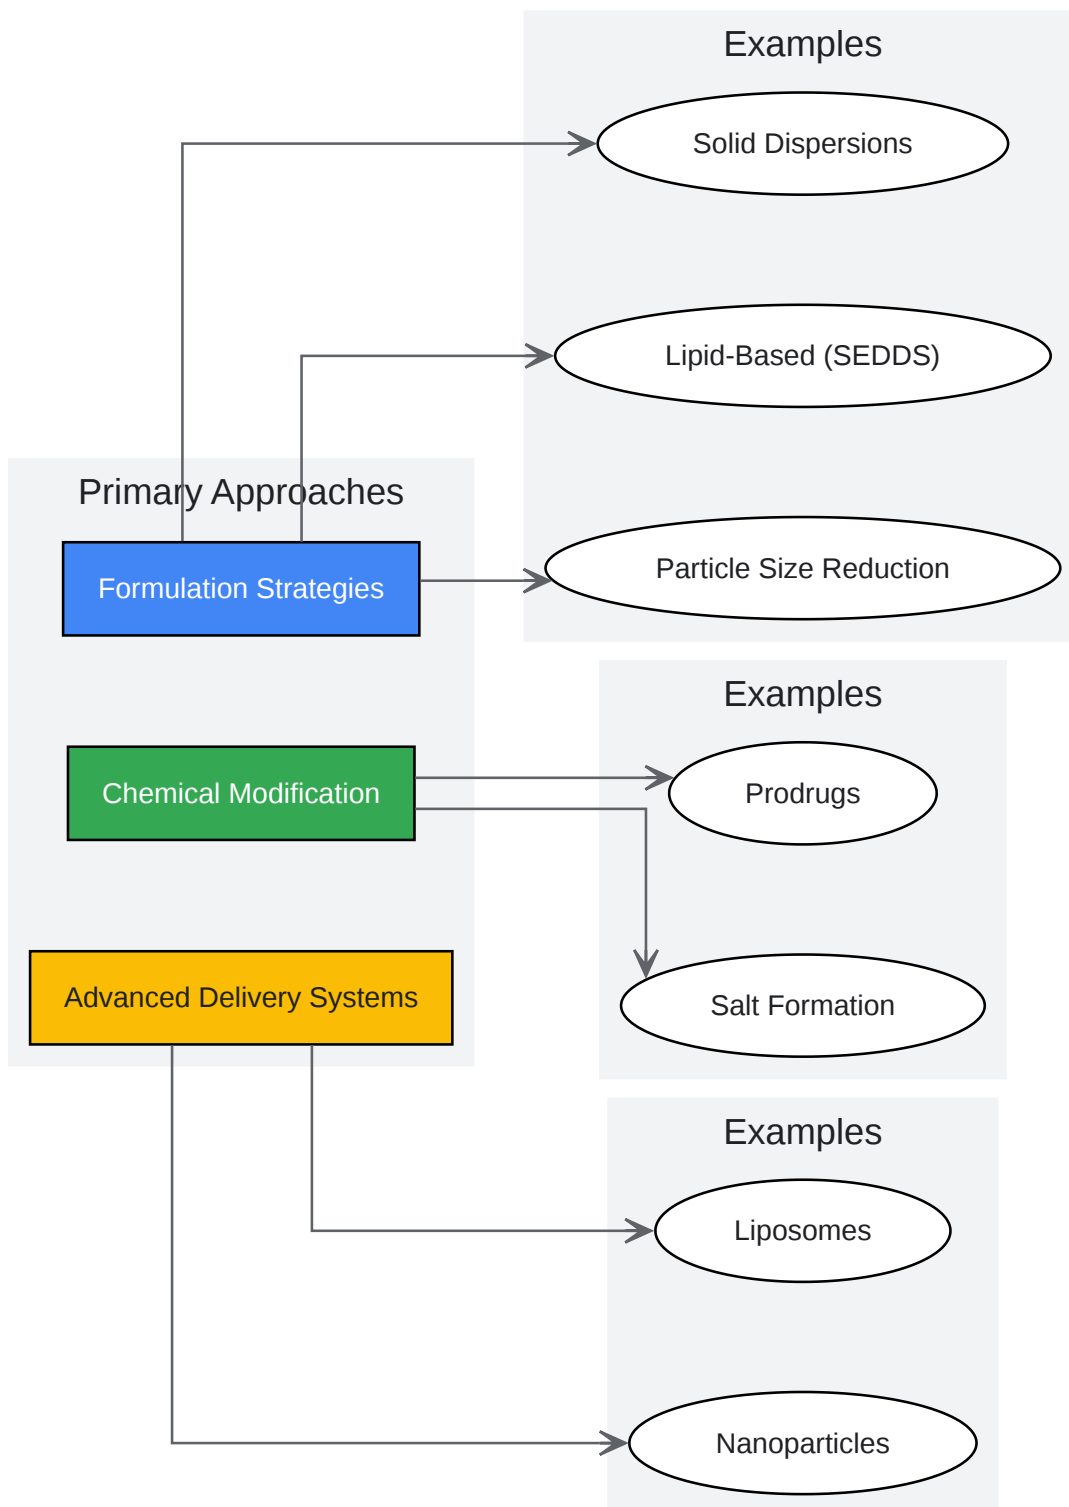 Examples
Solid Dispersions
Lipid-Based (SEDDS)
Particle Size Reduction
Primary Approaches
Formulation Strategies
Chemical Modification
Advanced Delivery Systems
Examples
Prodrugs
Salt Formation
Examples
Liposomes
Nanoparticles